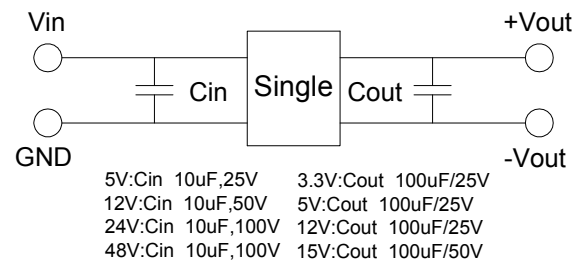 Vin +Vout
Cin Single Cout
GND -Vout
5V:Cin 10uF,25V 3.3V:Cout 100uF/25V
12V:Cin 10uF,50V 5V:Cout 100uF/25V
24V:Cin 10uF,100V 12V:Cout 100uF/25V
48V:Cin 10uF,100V 15V:Cout 100uF/50V